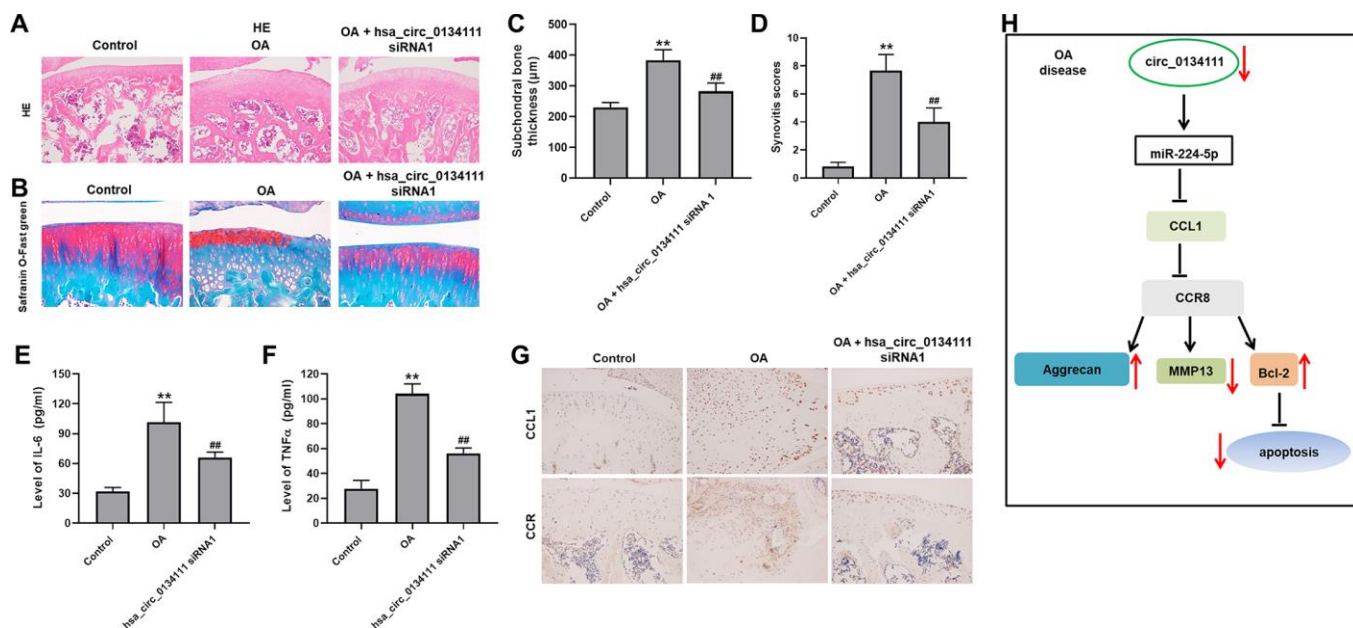 A
HE
Control
OA
OA + hsa_circ_0134111
siRNA1
HE
B
Control
OA
OA + hsa_circ_0134111
siRNA1
Safranin O-Fast green
C
Subchondral bone
thickness (μm)
500
400
300
200
100
0
**
##
Control
OA
OA + hsa_circ_0134111 siRNA 1
D
Synovitis scores
10
8
6
4
2
0
**
##
Control
OA
OA + hsa_circ_0134111 siRNA1
E
Level of IL-6 (pg/ml)
150
120
90
60
30
0
**
##
Control
OA
hsa_circ_0134111 siRNA1
F
Level of TNFα (pg/ml)
120
100
80
60
40
20
0
**
##
Control
OA
hsa_circ_0134111 siRNA1
G
Control
OA
OA + hsa_circ_0134111
siRNA1
CCL1
CCR
H
OA
disease
circ_0134111
miR-224-5p
CCL1
CCR8
Aggrecan
MMP13
Bcl-2
apoptosis